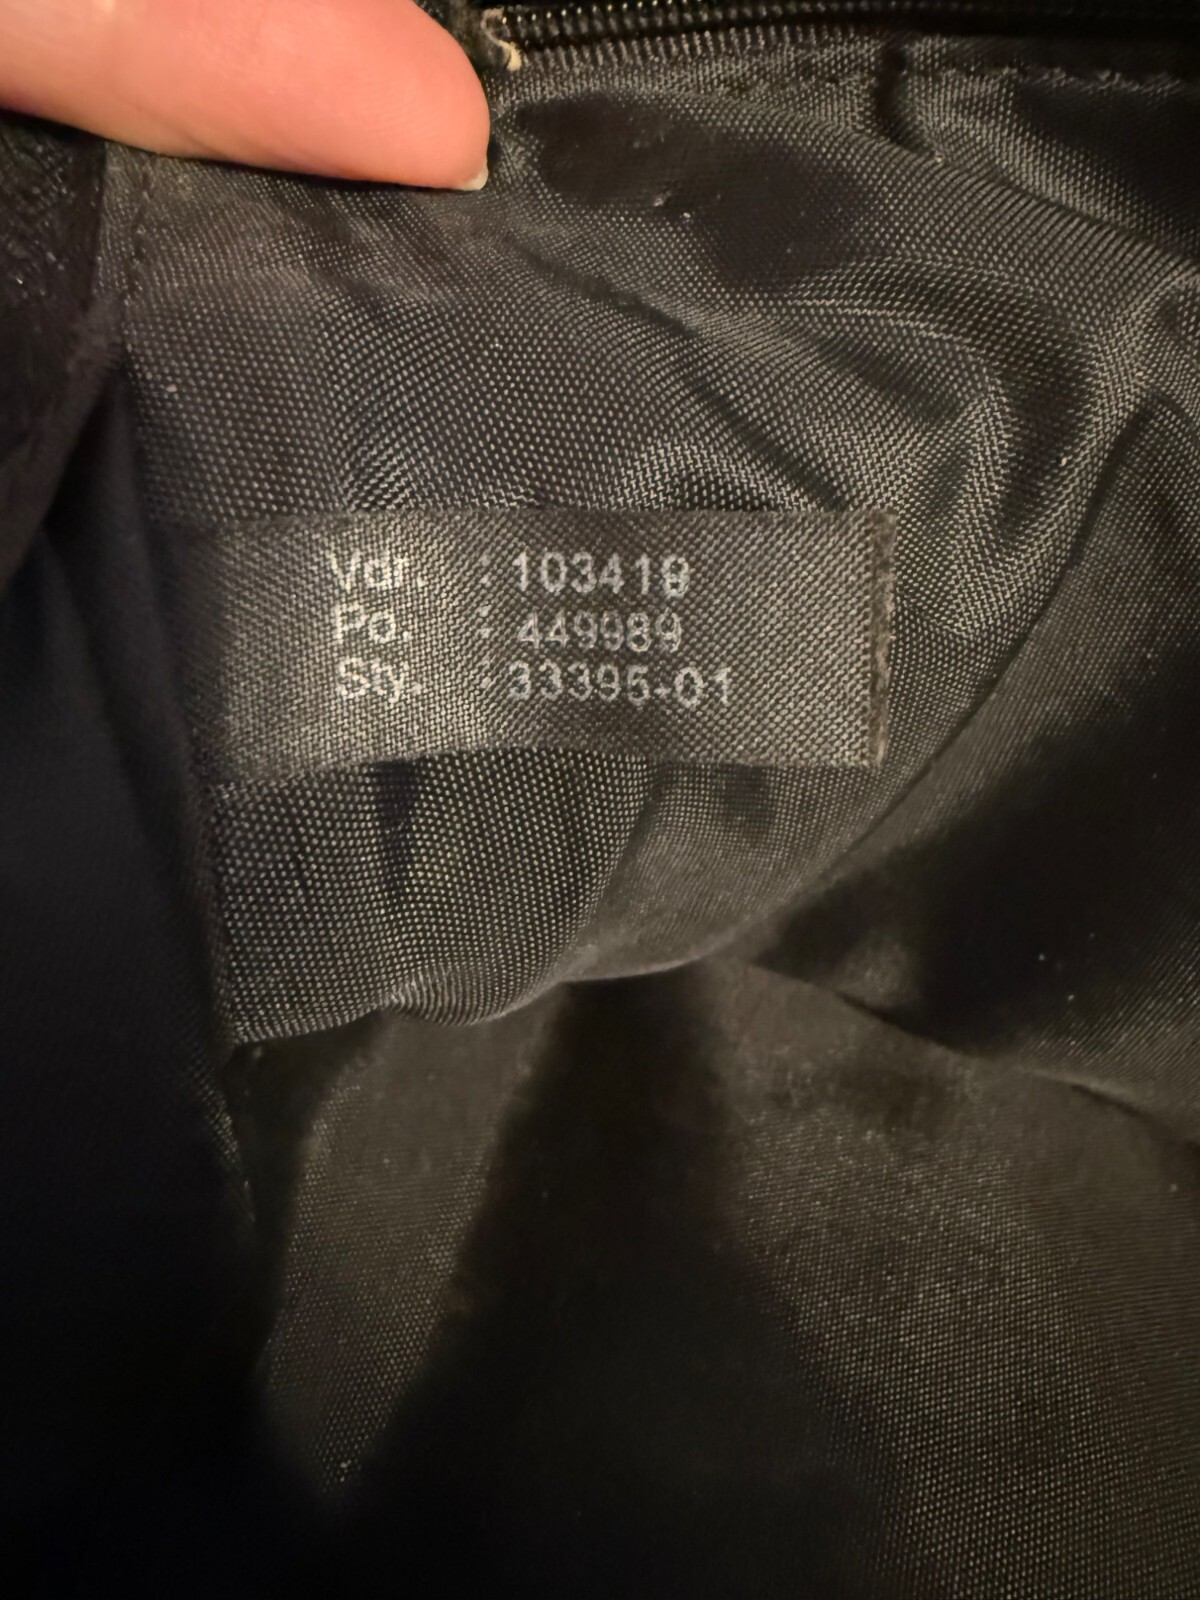 Vdr. : 103418
Po. : 449989
Sty. : 33395-01